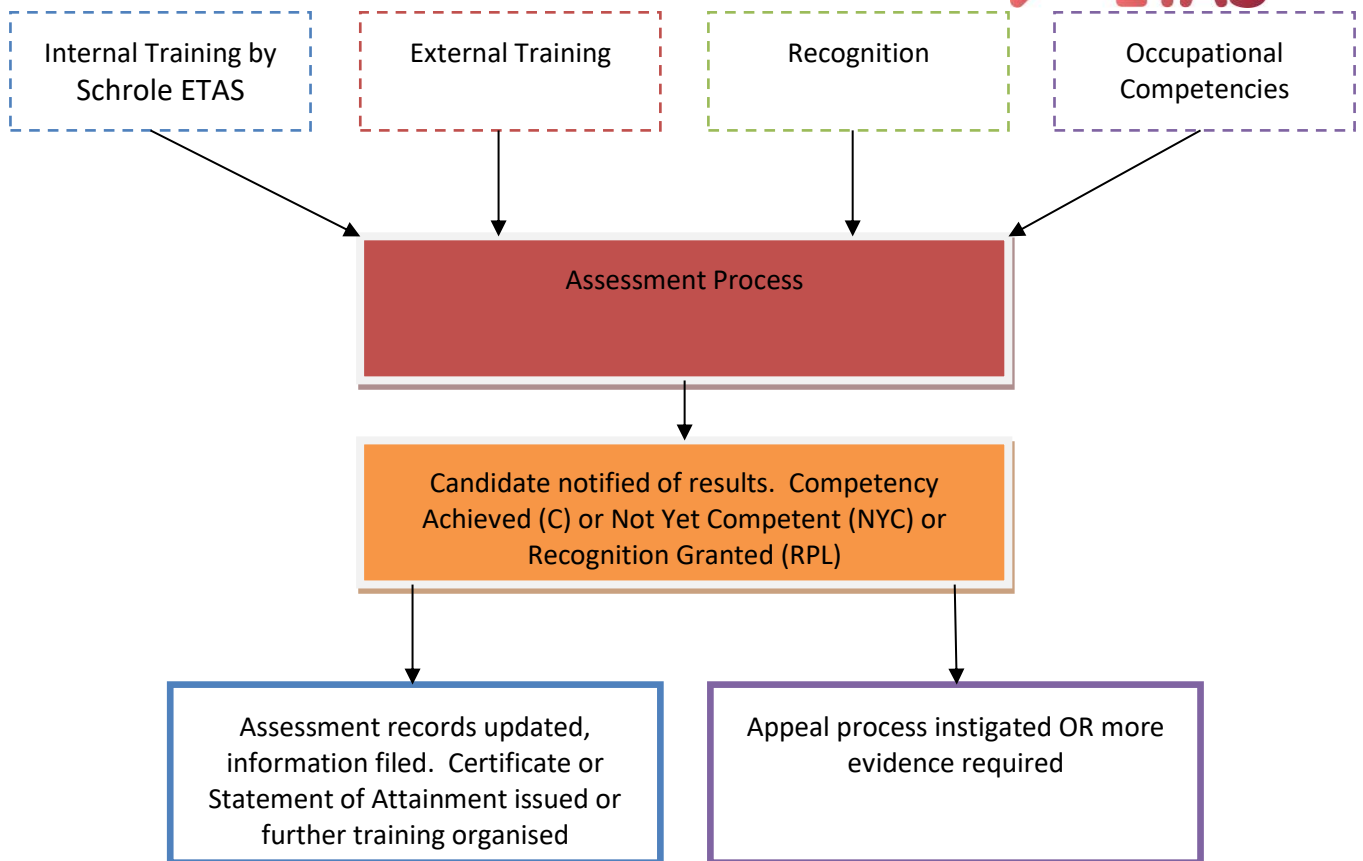 Internal Training by
Schrole ETAS
External Training
Recognition
Occupational
Competencies
Assessment Process
Candidate notified of results.  Competency
Achieved (C) or Not Yet Competent (NYC) or
Recognition Granted (RPL)
Assessment records updated,
information filed.  Certificate or
Statement of Attainment issued or
further training organised
Appeal process instigated OR more
evidence required